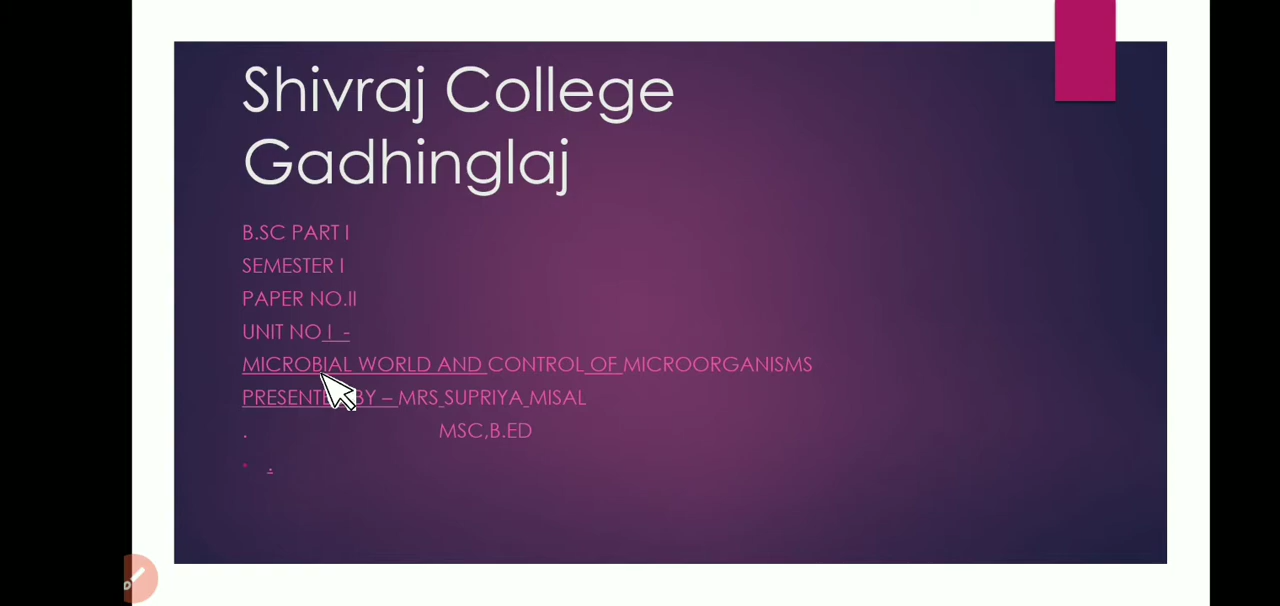 Shivraj College
Gadhinglaj
B.SC PART I
SEMESTER I
PAPER NO.II
UNIT NO I -
MICROBIAL WORLD AND CONTROL OF MICROORGANISMS
PRESENTED BY – MRS SUPRIYA MISAL
. MSC,B.ED
• .